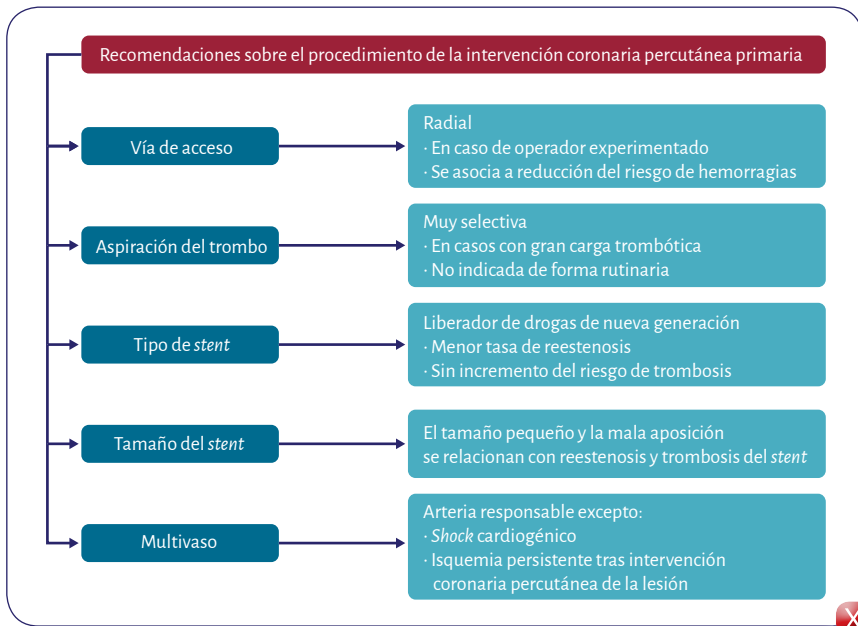 Recomendaciones sobre el procedimiento de la intervención coronaria percutánea primaria
Vía de acceso
Radial
· En caso de operador experimentado
· Se asocia a reducción del riesgo de hemorragias
Aspiración del trombo
Muy selectiva
· En casos con gran carga trombótica
· No indicada de forma rutinaria
Tipo de stent
Liberador de drogas de nueva generación
· Menor tasa de reestenosis
· Sin incremento del riesgo de trombosis
Tamaño del stent
El tamaño pequeño y la mala aposición
se relacionan con reestenosis y trombosis del stent
Multivaso
Arteria responsable excepto:
· Shock cardiogénico
· Isquemia persistente tras intervención
coronaria percutánea de la lesión
X